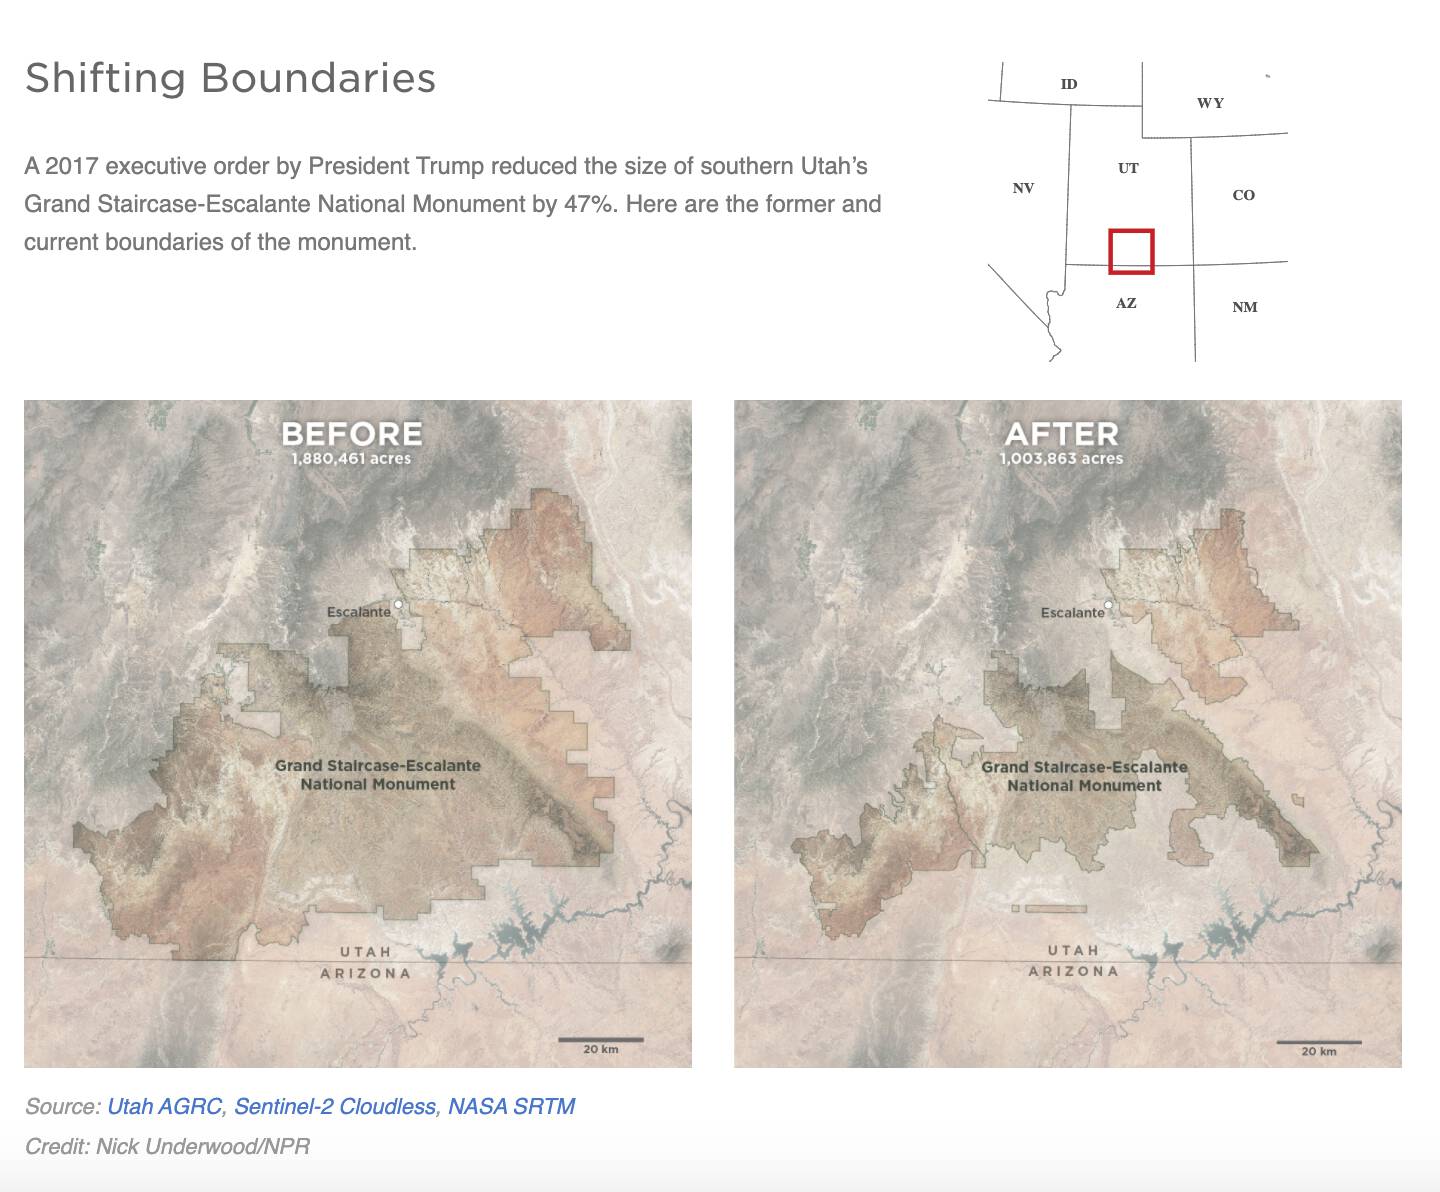 Shifting Boundaries
A 2017 executive order by President Trump reduced the size of southern Utah’s
Grand Staircase-Escalante National Monument by 47%. Here are the former and
current boundaries of the monument.
ID
WY
UT
NV
CO
AZ
NM
BEFORE
1,880,461 acres
Escalante
Grand Staircase-Escalante
National Monument
UTAH
ARIZONA
20 km
AFTER
1,003,863 acres
Escalante
Grand Staircase-Escalante
National Monument
UTAH
ARIZONA
20 km
Source: Utah AGRC, Sentinel-2 Cloudless, NASA SRTM
Credit: Nick Underwood/NPR